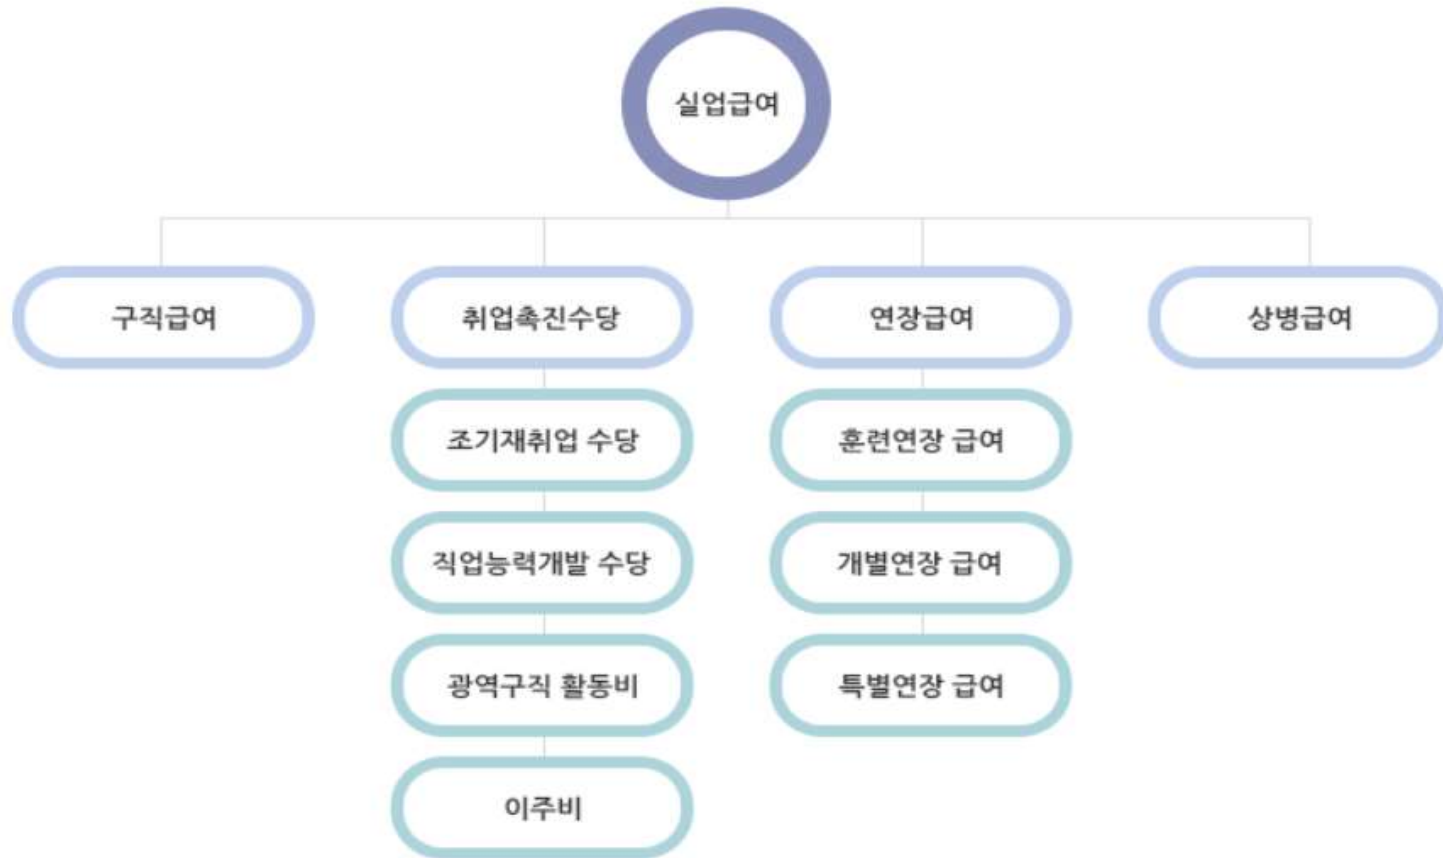 실업급여
구직급여
취업촉진수당
연장급여
상병급여
조기재취업 수당
훈련연장 급여
직업능력개발 수당
개별연장 급여
광역구직 활동비
특별연장 급여
이주비